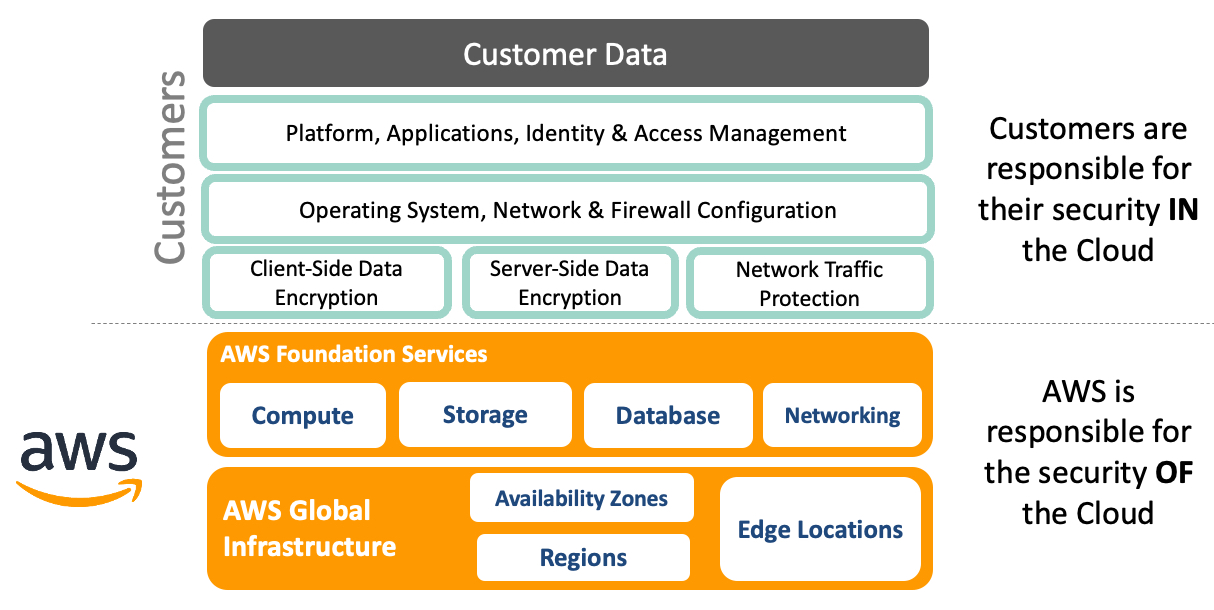 Customers
Customer Data
Platform, Applications, Identity & Access Management
Operating System, Network & Firewall Configuration
Client-Side Data
Encryption
Server-Side Data
Encryption
Network Traffic
Protection
Customers are
responsible for
their security IN
the Cloud
aws
AWS Foundation Services
Compute
Storage
Database
Networking
AWS Global
Infrastructure
Availability Zones
Regions
Edge Locations
AWS is
responsible for
the security OF
the Cloud